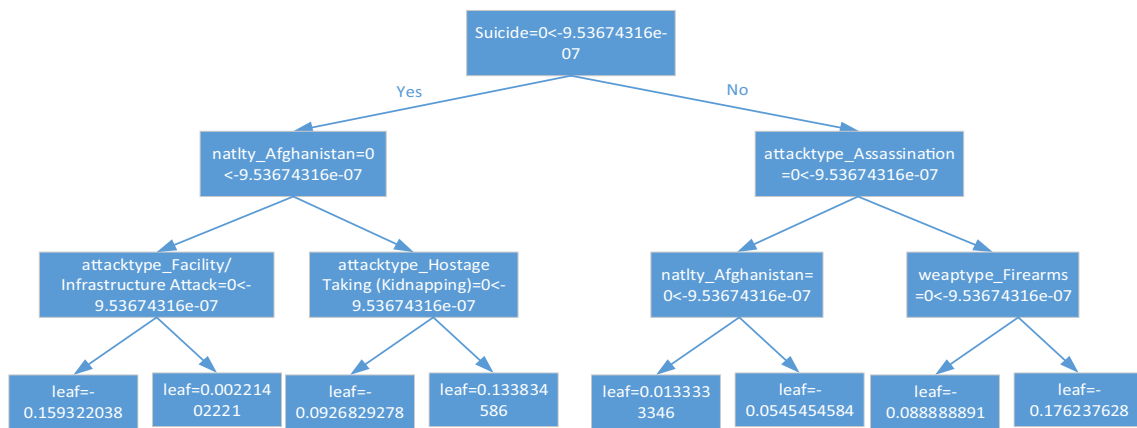 Suicide=0<-9.53674316e-
07
Yes
No
natlty_Afghanistan=0
<-9.53674316e-07
attacktype_Assassination
=0<-9.53674316e-07
attacktype_Facility/
Infrastructure Attack=0<-
9.53674316e-07
attacktype_Hostage
Taking (Kidnapping)=0<-
9.53674316e-07
natlty_Afghanistan=
0<-9.53674316e-07
weaptype_Firearms
=0<-9.53674316e-07
leaf=-
0.159322038
leaf=0.002214
02221
leaf=-
0.0926829278
leaf=0.133834
586
leaf=0.013333
3346
leaf=-
0.0545454584
leaf=-
0.088888891
leaf=-
0.176237628